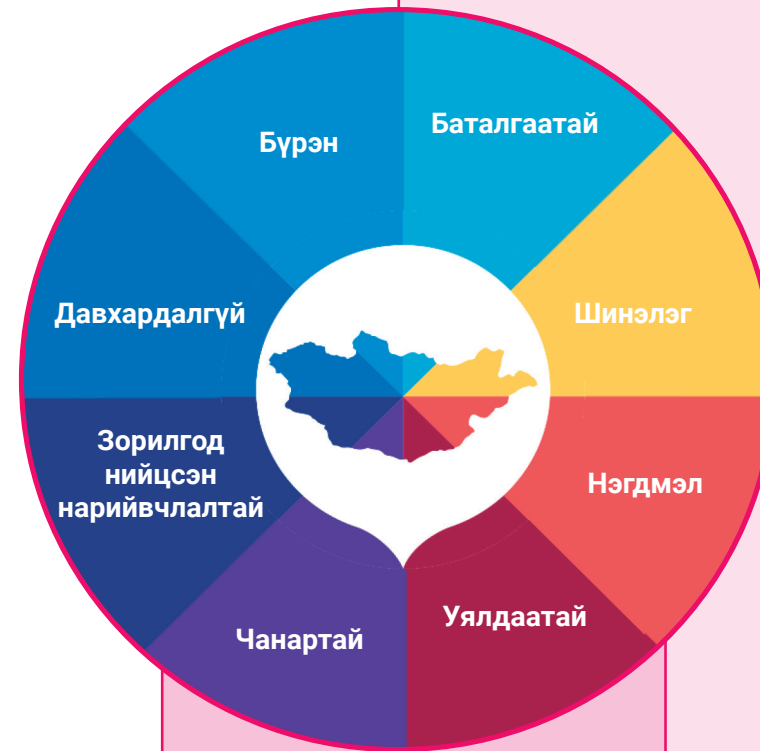 Бүрэн
Баталгаатай
Шинэлэг
Нэгдмэл
Уялдаатай
Чанартай
Зорилгод
нийцсэн
нарийвчлалтай
Давхардалгүй